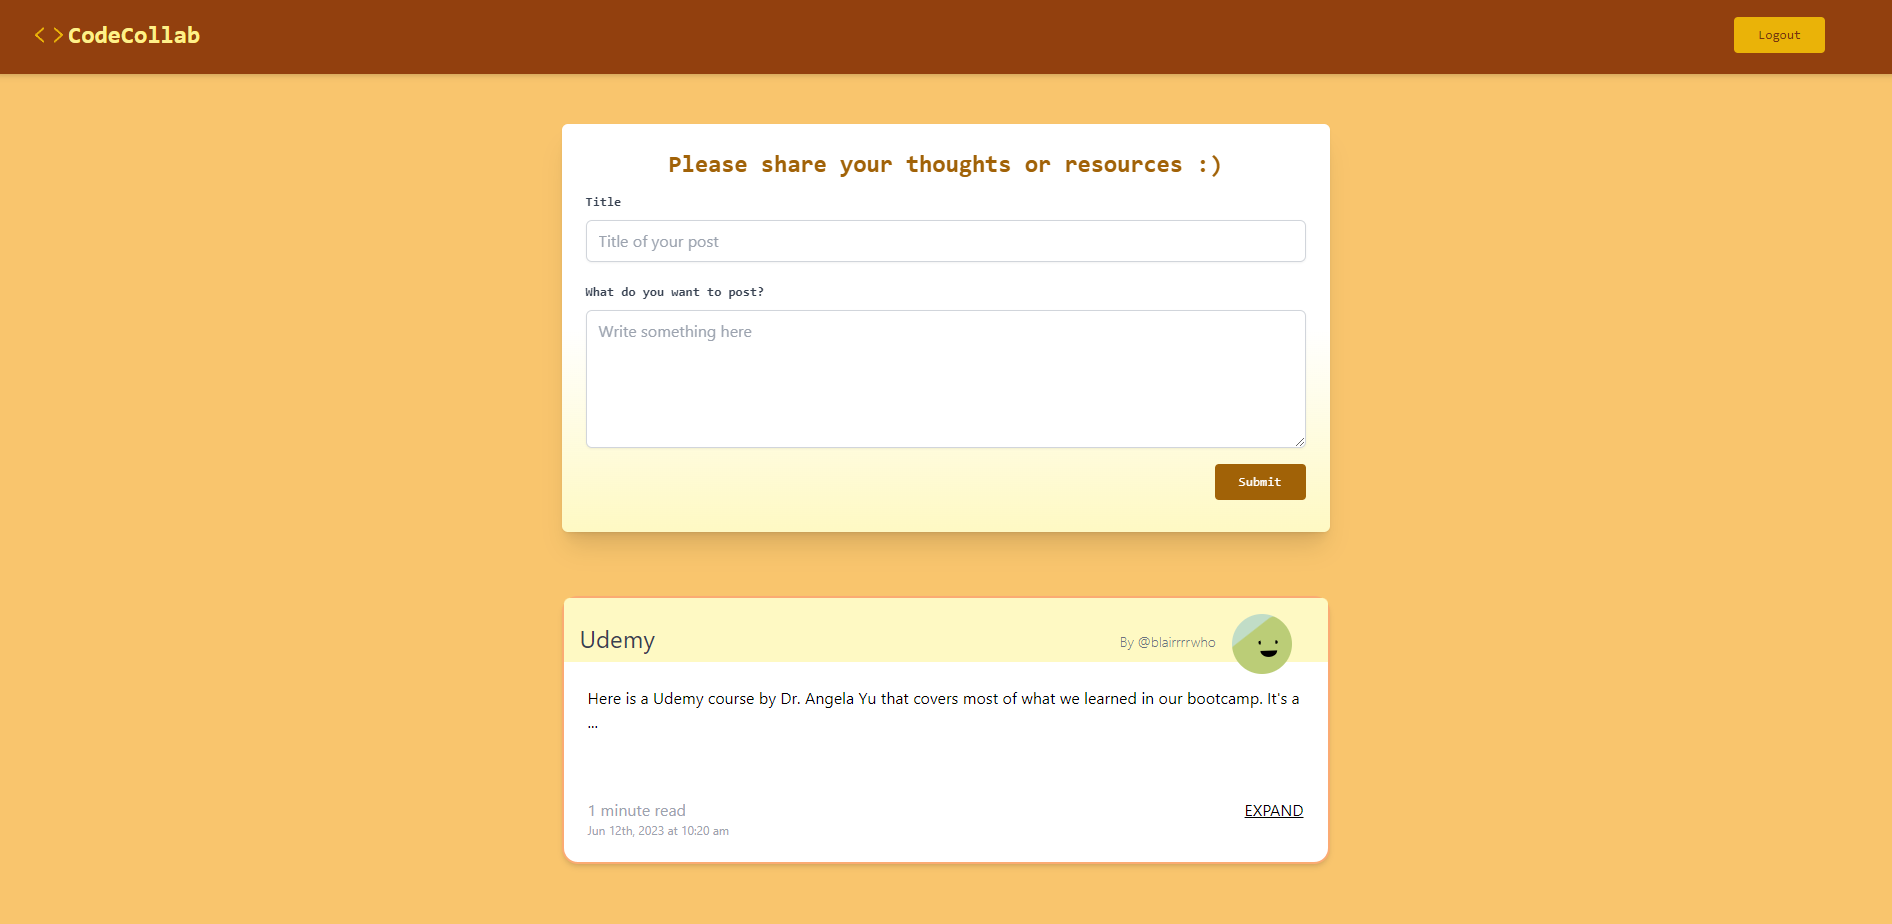 <>CodeCollab
Logout
Please share your thoughts or resources :)
Title
Title of your post
What do you want to post?
Write something here
Submit
Udemy
By @blairrrrwho
Here is a Udemy course by Dr. Angela Yu that covers most of what we learned in our bootcamp. It's a
...
1 minute read
EXPAND
Jun 12th, 2023 at 10:20 am